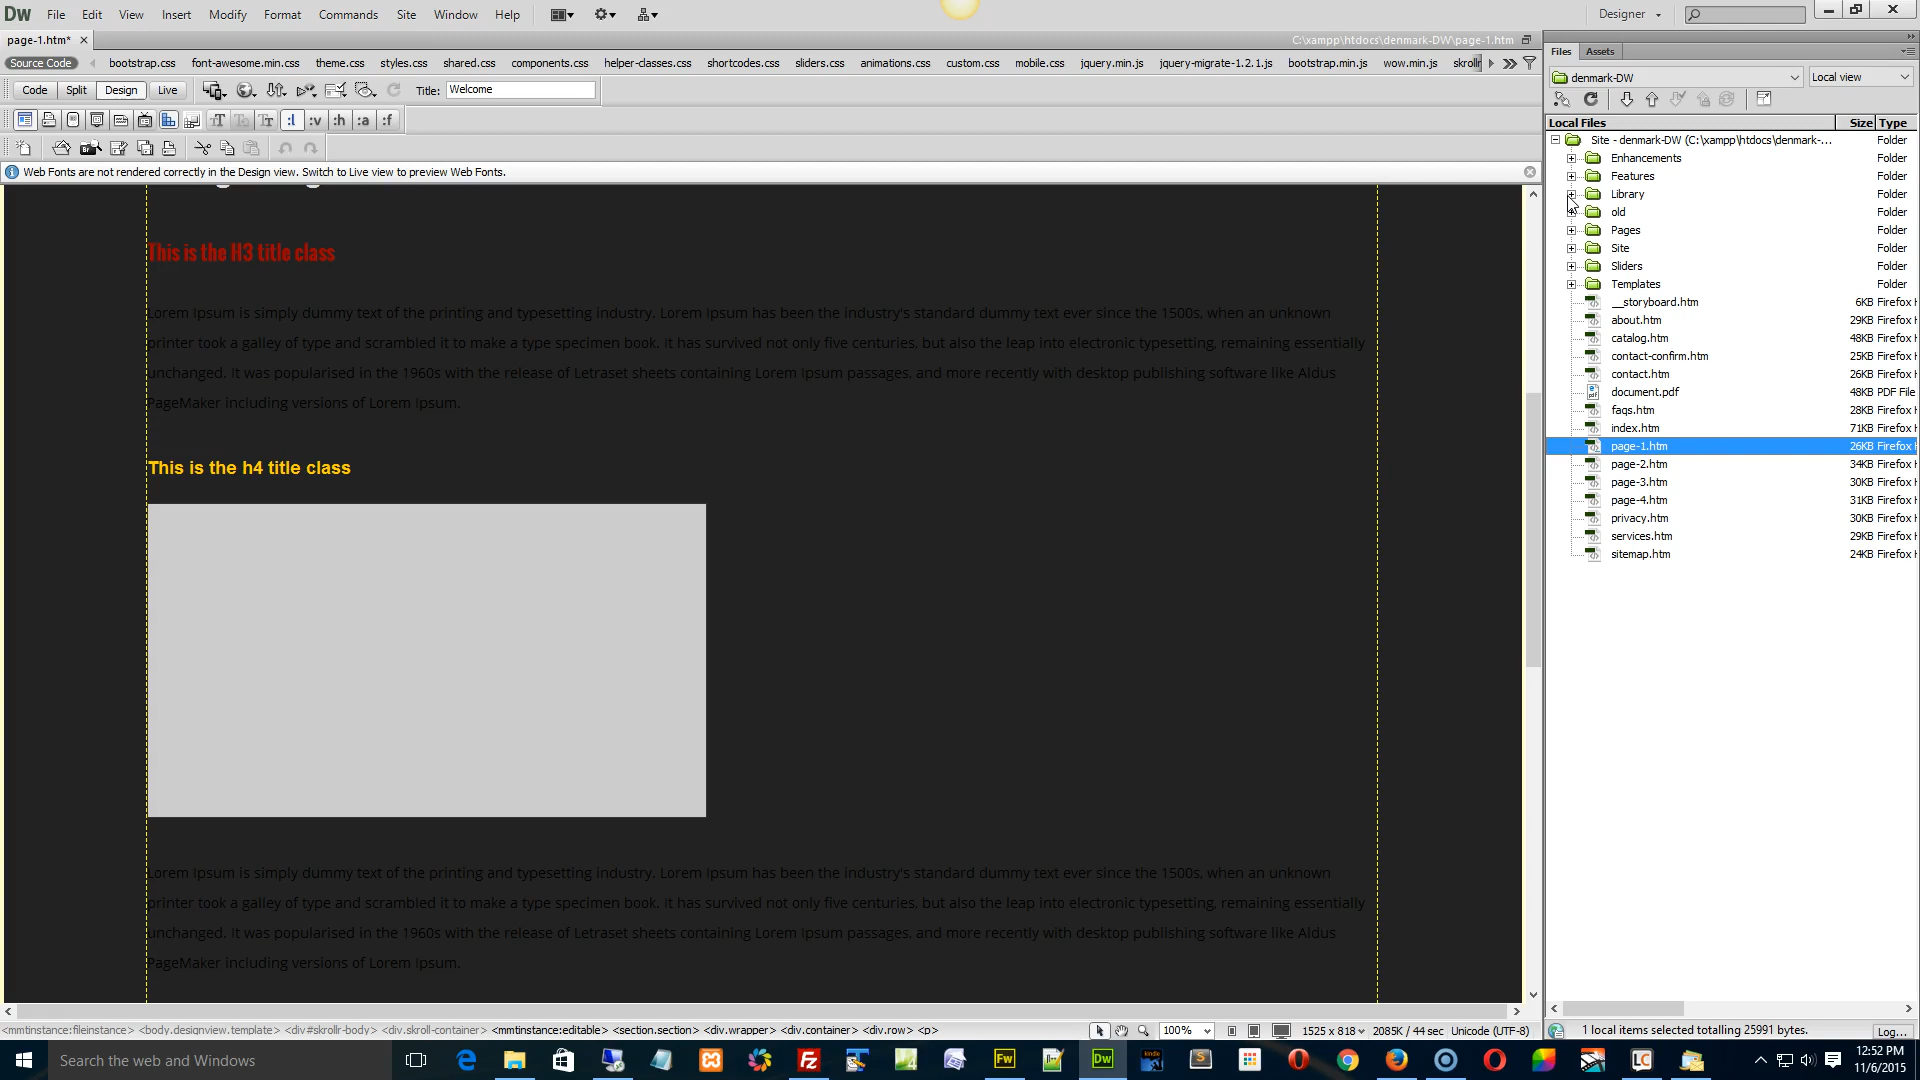 Dw File Edit View Insert Modify Format Commands Site Window Help Designer
page-1.htm* C:\xampp\htdocs\denmark-DW\page-1.htm
Source Code bootstrap.css font-awesome.min.css theme.css styles.css shared.css components.css helper-classes.css shortcodes.css sliders.css animations.css custom.css mobile.css jquery.min.js jquery-migrate-1.2.1.js bootstrap.min.js wow.min.js skrollr
Code Split Design Live Title: Welcome
:l :v :h :a :f
Web Fonts are not rendered correctly in the Design view. Switch to Live view to preview Web Fonts.
This is the H3 title class
Lorem Ipsum is simply dummy text of the printing and typesetting industry. Lorem Ipsum has been the industry's standard dummy text ever since the 1500s, when an unknown
printer took a galley of type and scrambled it to make a type specimen book. It has survived not only five centuries, but also the leap into electronic typesetting, remaining essentially
unchanged. It was popularised in the 1960s with the release of Letraset sheets containing Lorem Ipsum passages, and more recently with desktop publishing software like Aldus
PageMaker including versions of Lorem Ipsum.
This is the h4 title class
Lorem Ipsum is simply dummy text of the printing and typesetting industry. Lorem Ipsum has been the industry's standard dummy text ever since the 1500s, when an unknown
printer took a galley of type and scrambled it to make a type specimen book. It has survived not only five centuries, but also the leap into electronic typesetting, remaining essentially
unchanged. It was popularised in the 1960s with the release of Letraset sheets containing Lorem Ipsum passages, and more recently with desktop publishing software like Aldus
PageMaker including versions of Lorem Ipsum.
<mmtinstance:fileinstance> <body.designview.template> <div#skrollr-body> <div.skroll-container> <mmtinstance:editable> <section.section> <div.wrapper> <div.container> <div.row> <p> 100% 1525 x 818 2085K / 44 sec Unicode (UTF-8)
Files Assets
denmark-DW Local view
Local Files Size Type
Site - denmark-DW (C:\xampp\htdocs\denmark-... Folder
Enhancements Folder
Features Folder
Library Folder
old Folder
Pages Folder
Site Folder
Sliders Folder
Templates Folder
__storyboard.htm 6KB Firefox H
about.htm 29KB Firefox H
catalog.htm 48KB Firefox H
contact-confirm.htm 25KB Firefox H
contact.htm 26KB Firefox H
document.pdf 48KB PDF File
faqs.htm 28KB Firefox H
index.htm 71KB Firefox H
page-1.htm 26KB Firefox H
page-2.htm 34KB Firefox H
page-3.htm 30KB Firefox H
page-4.htm 31KB Firefox H
privacy.htm 30KB Firefox H
services.htm 29KB Firefox H
sitemap.htm 24KB Firefox H
1 local items selected totalling 25991 bytes. Log...
Search the web and Windows
Fw Dw kindle LC
12:52 PM
11/6/2015